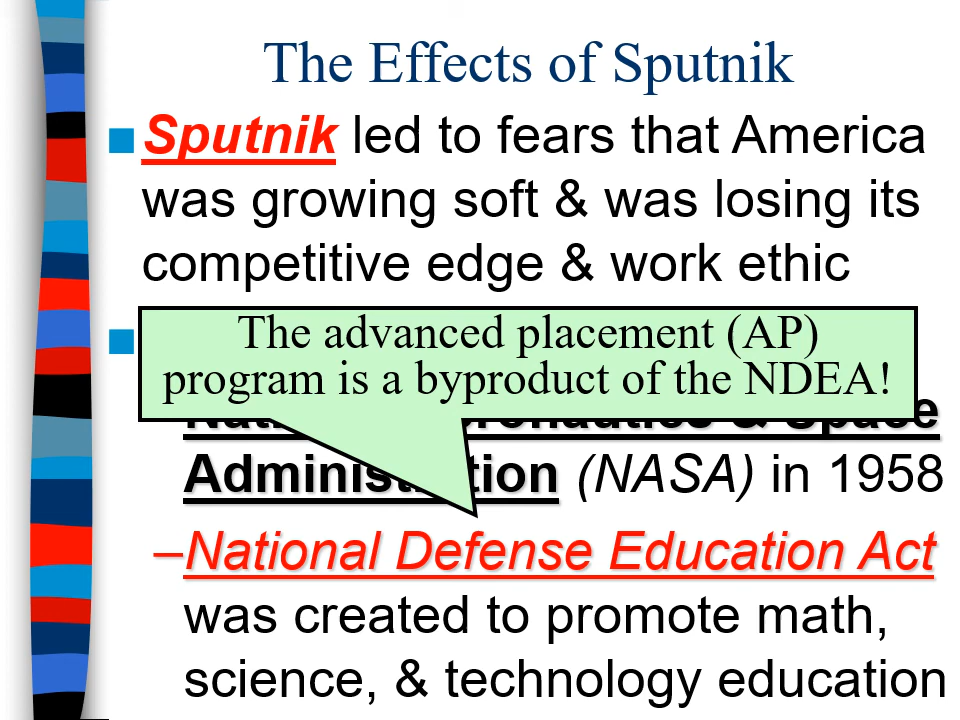 The Effects of Sputnik
■Sputnik led to fears that America
was growing soft & was losing its
competitive edge & work ethic
■
The advanced placement (AP)
program is a byproduct of the NDEA!
& Space
Administration (NASA) in 1958
–National Defense Education Act
was created to promote math,
science, & technology education